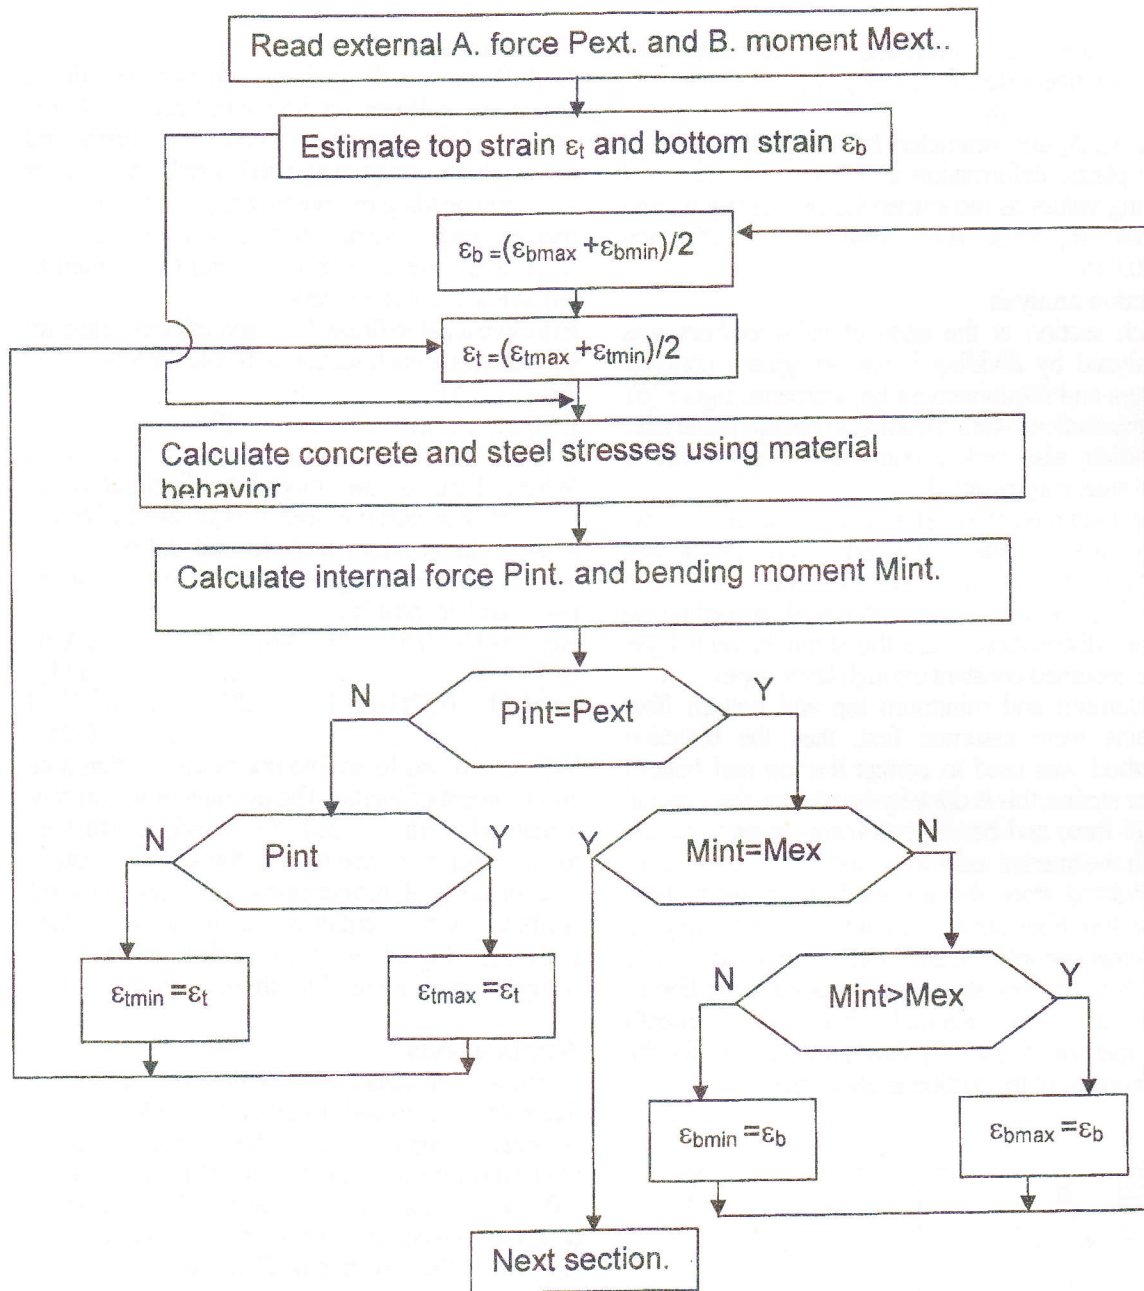 Read external A. force Pext. and B. moment Mext..
Estimate top strain εt and bottom strain εb
εb =(εbmax +εbmin)/2
εt =(εtmax +εtmin)/2
Calculate concrete and steel stresses using material
behavior
Calculate internal force Pint. and bending moment Mint.
N
Pint=Pext
Y
N
Pint
Y
Y
Mint=Mex
N
εtmin =εt
εtmax =εt
N
Mint>Mex
Y
εbmin =εb
εbmax =εb
Next section.